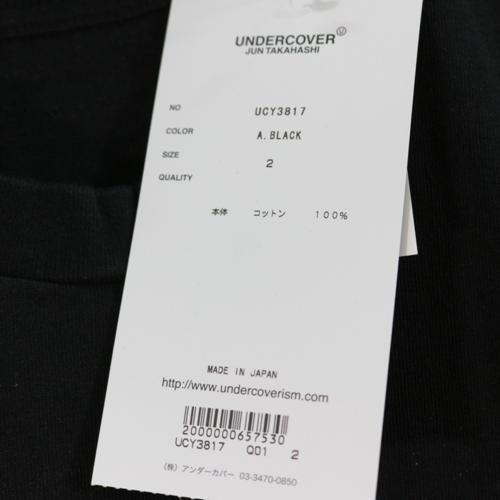 UNDERCOVER
JUN TAKAHASHI
NO UCY3817
COLOR A.BLACK
SIZE 2
QUALITY
本体 コットン 100%
MADE IN JAPAN
http://www.undercoverism.com
2000000657530
UCY3817 Q01 2
(株) アンダーカバー 03-3470-0850